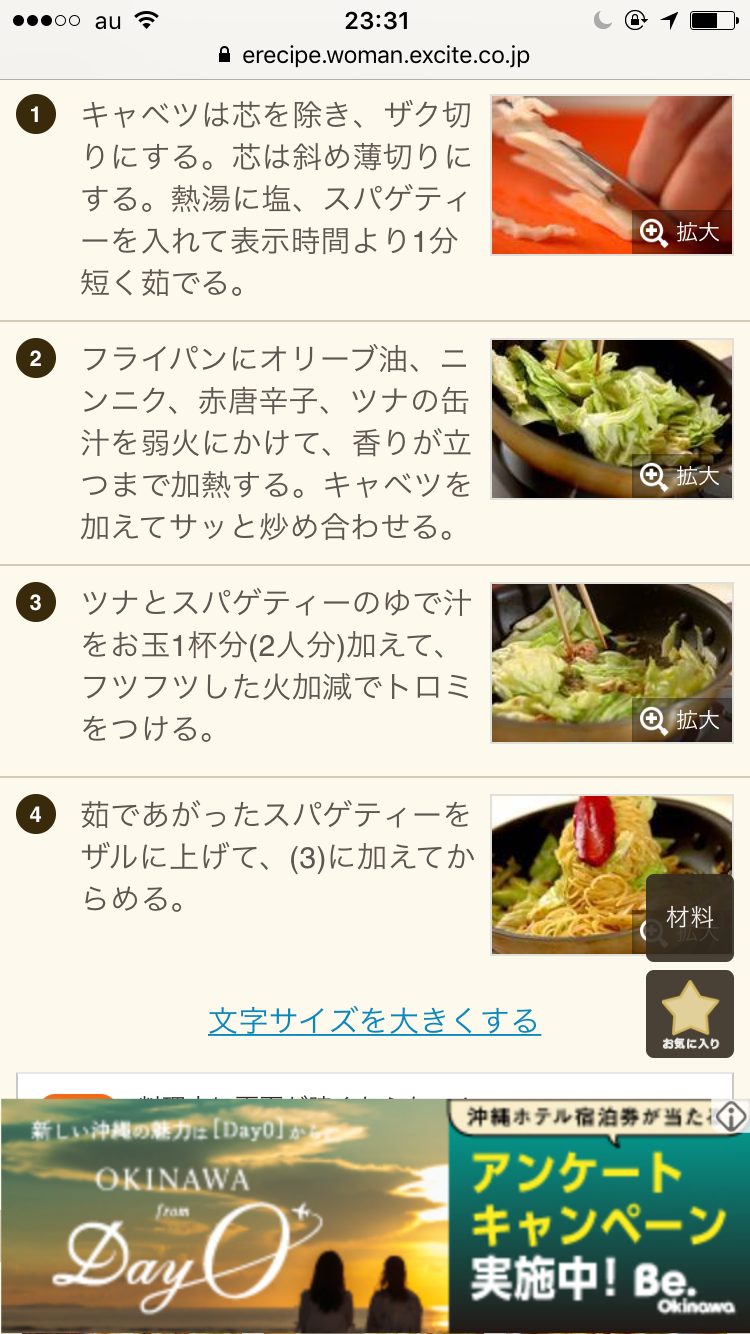 au
23:31
erecipe.woman.excite.co.jp
1
キャベツは芯を除き、ザク切
りにする。芯は斜め薄切りに
する。熱湯に塩、スパゲティ
ーを入れて表示時間より1分
短く茹でる。
拡大
2
フライパンにオリーブ油、ニ
ンニク、赤唐辛子、ツナの缶
汁を弱火にかけて、香りが立
つまで加熱する。キャベツを
加えてサッと炒め合わせる。
拡大
3
ツナとスパゲティーのゆで汁
をお玉1杯分(2人分)加えて、
フツフツした火加減でトロミ
をつける。
拡大
4
茹であがったスパゲティーを
ザルに上げて、(3)に加えてか
らめる。
拡大
材料
お気に入り
文字サイズを大きくする
新しい沖縄の魅力は[Day0]から。
OKINAWA
from
Day0
沖縄ホテル宿泊券が当た
アンケート
キャンペーン
実施中! Be.
Okinawa